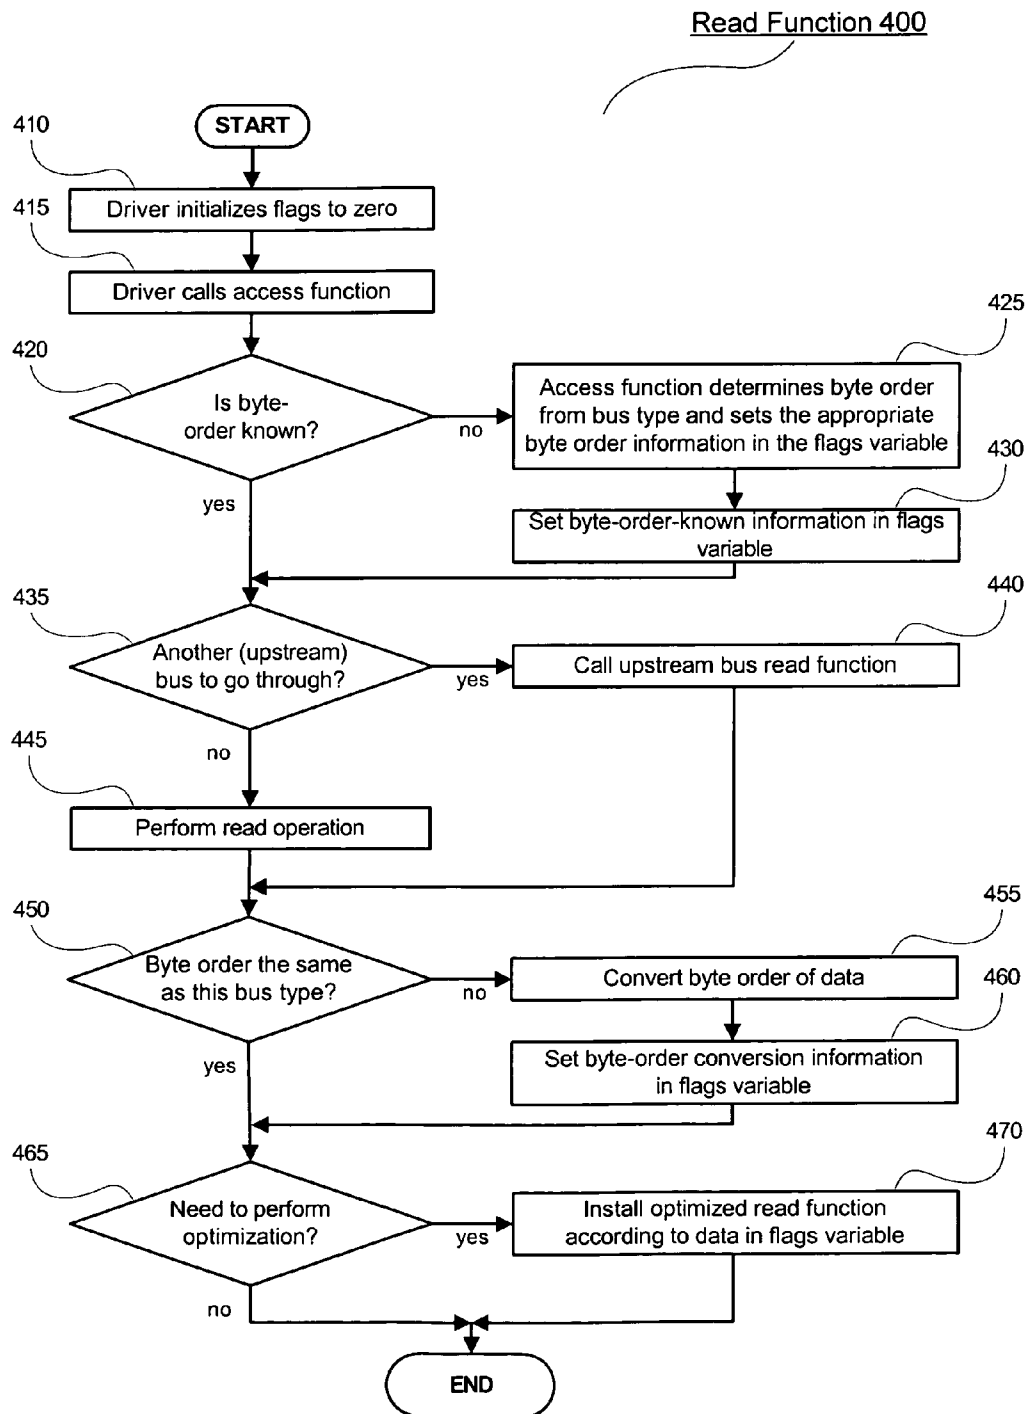 Read Function 400
START
410
Driver initializes flags to zero
415
Driver calls access function
420
Is byte-
order known?
no
yes
425
Access function determines byte order
from bus type and sets the appropriate
byte order information in the flags variable
430
Set byte-order-known information in flags
variable
435
Another (upstream)
bus to go through?
yes
no
440
Call upstream bus read function
445
Perform read operation
450
Byte order the same
as this bus type?
no
yes
455
Convert byte order of data
460
Set byte-order conversion information
in flags variable
465
Need to perform
optimization?
yes
no
470
Install optimized read function
according to data in flags variable
END